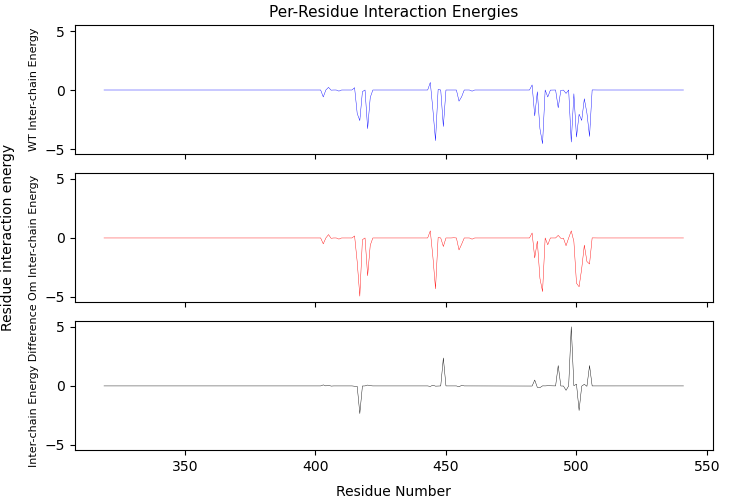 Per-Residue Interaction Energies
Residue interaction energy
WT Inter-chain Energy
5
0
−5
Om Inter-chain Energy
5
0
−5
Inter-chain Energy Difference
5
0
−5
350
400
450
500
550
Residue Number